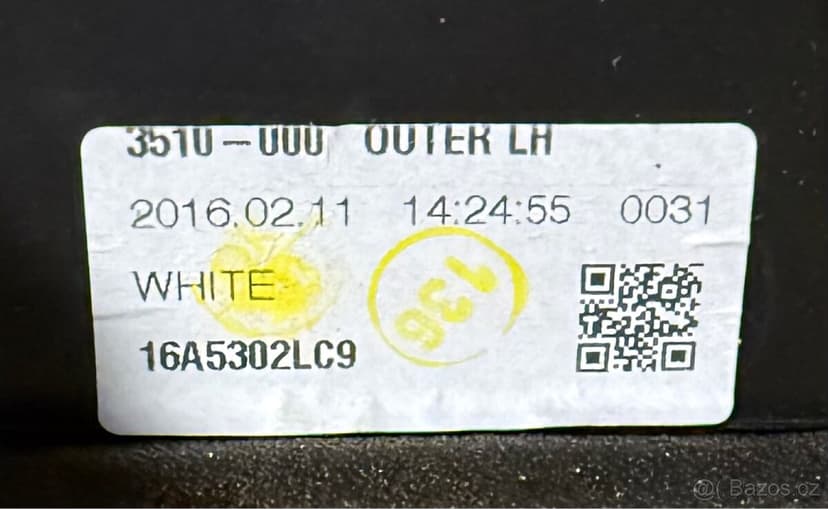 3510-000 OUTER LH
2016.02.11 14:24:55 0031
WHITE
136
16A5302LC9
@( Bazos.cz